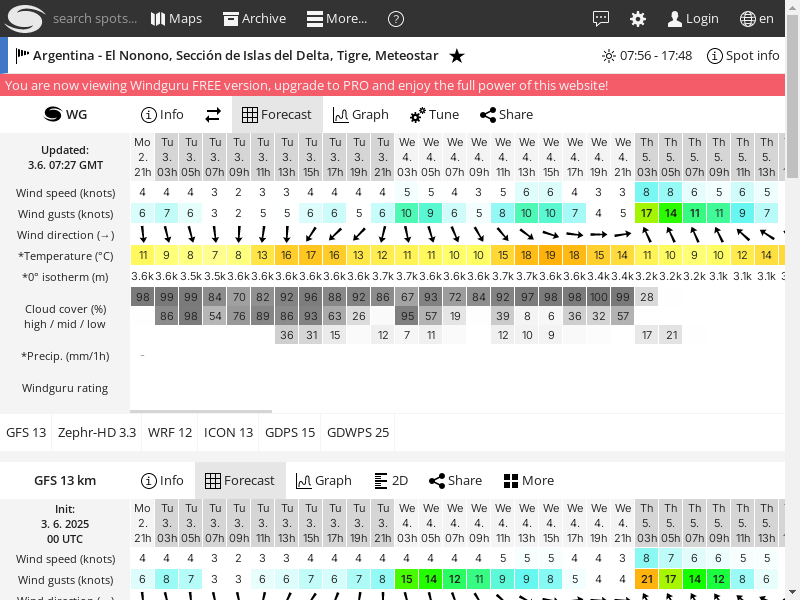 search spots... Maps Archive More... ? Login en
Argentina - El Nonono, Sección de Islas del Delta, Tigre, Meteostar ★ 07:56 - 17:48 Spot info
You are now viewing Windguru FREE version, upgrade to PRO and enjoy the full power of this website!
WG Info Forecast Graph Tune Share
Updated:
3.6. 07:27 GMT
Mo Tu Tu Tu Tu Tu Tu Tu Tu Tu Tu We We We We We We We We We We Th Th Th Th Th Th
2. 3. 3. 3. 3. 3. 3. 3. 3. 3. 3. 4. 4. 4. 4. 4. 4. 4. 4. 4. 4. 5. 5. 5. 5. 5. 5.
21h 03h 05h 07h 09h 11h 13h 15h 17h 19h 21h 03h 05h 07h 09h 11h 13h 15h 17h 19h 21h 03h 05h 07h 09h 11h 13h
Wind speed (knots) 4 4 4 3 2 3 3 4 4 4 4 5 5 4 3 5 6 6 4 3 3 8 8 6 5 6 5
Wind gusts (knots) 6 7 6 3 2 5 5 6 6 5 6 10 9 6 5 8 10 10 7 4 5 17 14 11 11 9 7
Wind direction (→)
*Temperature (°C) 11 9 8 7 8 13 16 17 16 13 12 11 11 10 10 15 18 19 18 15 14 11 10 9 10 12 14
*0° isotherm (m) 3.6k 3.6k 3.5k 3.5k 3.6k 3.6k 3.6k 3.6k 3.6k 3.6k 3.7k 3.7k 3.6k 3.6k 3.6k 3.6k 3.6k 3.6k 3.6k 3.4k 3.4k 3.2k 3.2k 3.2k 3.1k 3.1k 3.1k
Cloud cover (%)
high / mid / low
98 99 99 84 70 82 92 96 88 92 86 67 93 72 84 92 97 98 98 100 99 28
86 98 54 76 89 86 93 63 26 95 57 19 39 8 6 36 32 57
36 31 15 12 7 11 12 10 9 17 21
*Precip. (mm/1h) -
Windguru rating
GFS 13 Zephr-HD 3.3 WRF 12 ICON 13 GDPS 15 GDWPS 25
GFS 13 km Info Forecast Graph 2D Share More
Init:
3. 6. 2025
00 UTC
Mo Tu Tu Tu Tu Tu Tu Tu Tu Tu Tu We We We We We We We We We We Th Th Th Th Th Th
2. 3. 3. 3. 3. 3. 3. 3. 3. 3. 3. 4. 4. 4. 4. 4. 4. 4. 4. 4. 4. 5. 5. 5. 5. 5. 5.
21h 03h 05h 07h 09h 11h 13h 15h 17h 19h 21h 03h 05h 07h 09h 11h 13h 15h 17h 19h 21h 03h 05h 07h 09h 11h 13h
Wind speed (knots) 4 4 4 3 2 3 3 4 4 4 4 4 4 4 4 5 5 5 4 4 3 8 7 6 6 5 5
Wind gusts (knots) 6 8 7 3 3 6 6 7 6 7 8 15 14 12 11 9 9 8 5 4 4 21 17 14 12 8 6